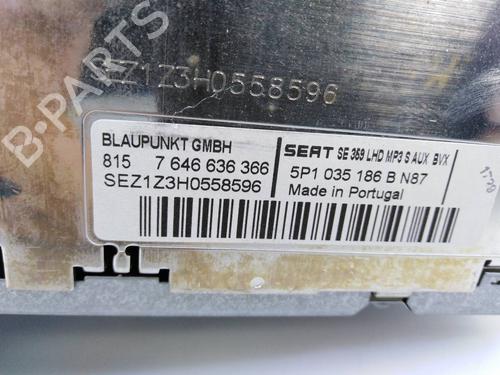 SEZ1Z3H0558596
B-PARTS
BLAUPUNKT GMBH
815 7 646 636 366
SEZ1Z3H0558596
SEAT SE 359 LHD MP3 S AUX BVX
5P1 035 186 B N87
Made in Portugal